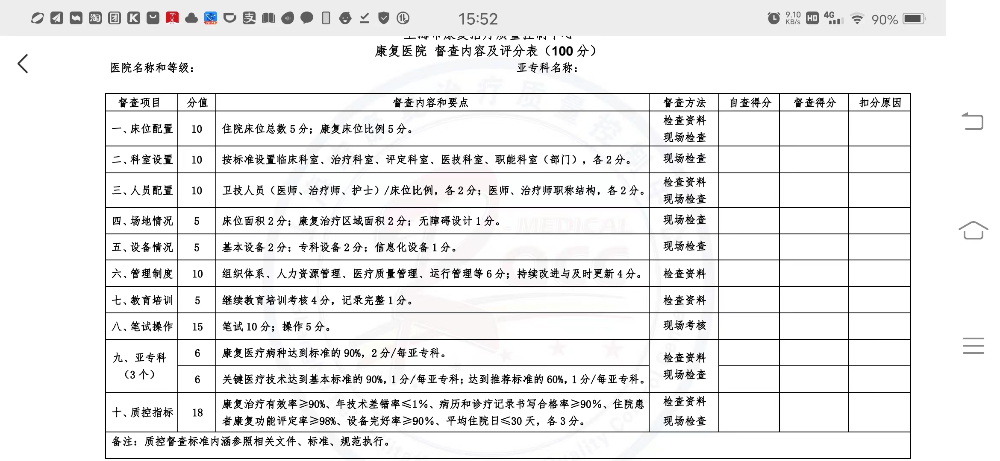 15:52
9.10 KB/s HD 4G 90%
上海市康复治疗质量控制中心
康复医院 督查内容及评分表（100 分）
医院名称和等级： 亚专科名称：
督查项目 分值 督查内容和要点 督查方法 自查得分 督查得分 扣分原因
一、床位配置 10 住院床位总数 5 分；康复床位比例 5 分。 检查资料
现场检查
二、科室设置 10 按标准设置临床科室、治疗科室、评定科室、医技科室、职能科室（部门），各 2 分。 现场检查
三、人员配置 10 卫技人员（医师、治疗师、护士）/床位比例，各 2 分；医师、治疗师职称结构，各 2 分。 检查资料
现场检查
四、场地情况 5 床位面积 2 分；康复治疗区域面积 2 分；无障碍设计 1 分。 现场检查
五、设备情况 5 基本设备 2 分；专科设备 2 分；信息化设备 1 分。 现场检查
六、管理制度 10 组织体系、人力资源管理、医疗质量管理、运行管理等 6 分；持续改进与及时更新 4 分。 检查资料
七、教育培训 5 继续教育培训考核 4 分，记录完整 1 分。 检查资料
八、笔试操作 15 笔试 10 分；操作 5 分。 现场考核
九、亚专科
（3 个） 6 康复医疗病种达到标准的 90%，2 分/每亚专科。 检查资料
现场检查
6 关键医疗技术达到基本标准的 90%，1 分/每亚专科；达到推荐标准的 60%，1 分/每亚专科。
十、质控指标 18 康复治疗有效率≥90%、年技术差错率≤1%、病历和诊疗记录书写合格率≥90%、住院患
者康复功能评定率≥98%、设备完好率≥90%、平均住院日≤30 天，各 3 分。 检查资料
现场检查
备注：质控督查标准内涵参照相关文件、标准、规范执行。
-MEDICAL
QCC